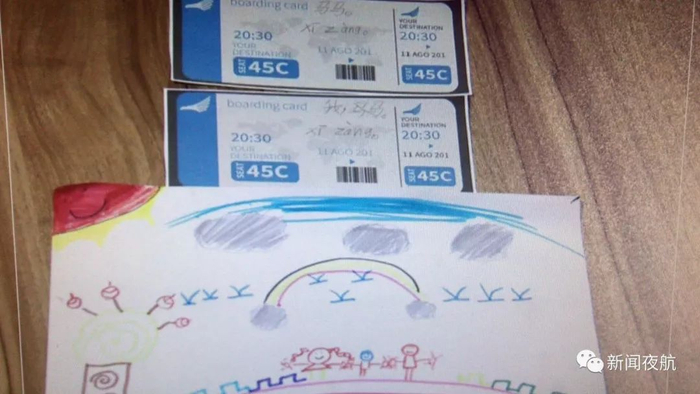 boarding card
xi zang
YOUR
DESTINATION
20:30
20:30
YOUR
DESTINATION
11 AGO 201
11 AGO 201
SEAT
45C
45C
boarding card
xi zang
YOUR
DESTINATION
20:30
20:30
YOUR
DESTINATION
11 AGO 201
11 AGO 201
SEAT
45C
45C
新闻夜航